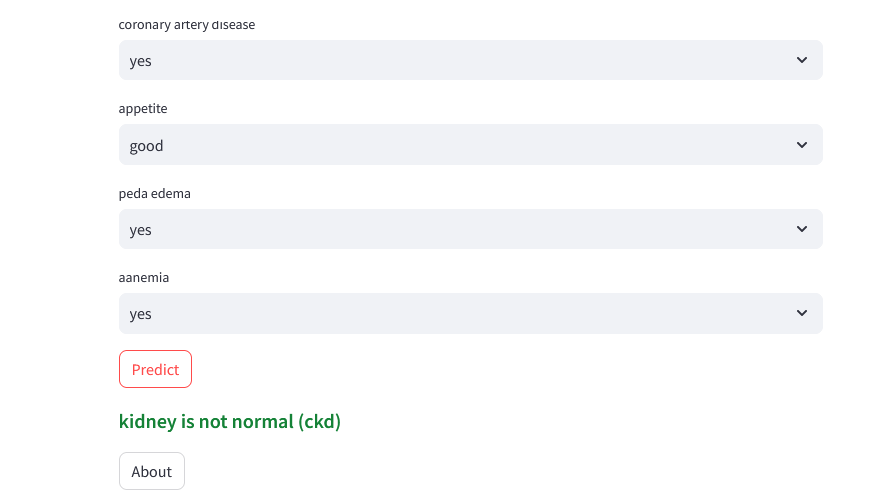 coronary artery disease
yes
appetite
good
peda edema
yes
aanemia
yes
Predict
kidney is not normal (ckd)
About